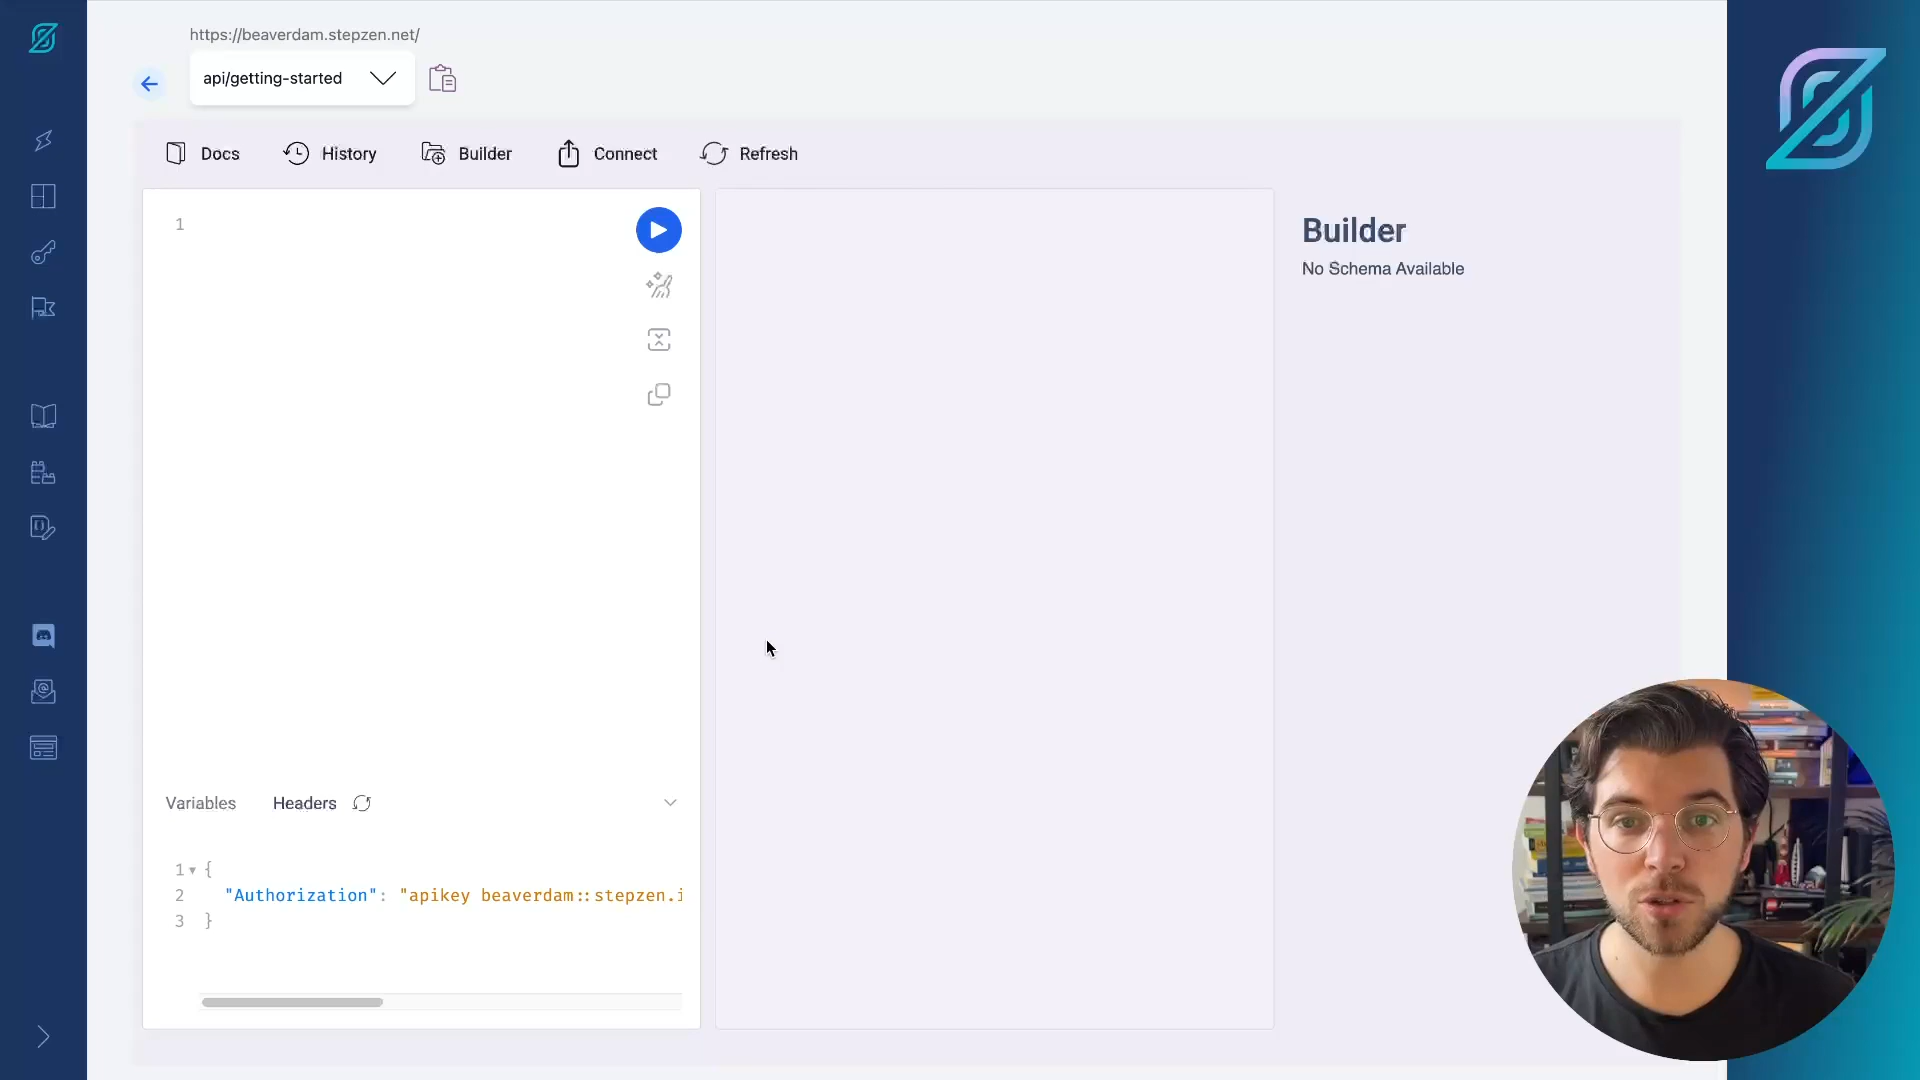 https://beaverdam.stepzen.net/
api/getting-started
Docs
History
Builder
Connect
Refresh
1
Builder
No Schema Available
Variables
Headers
1 {
2 "Authorization": "apikey beaverdam::stepzen.i
3 }